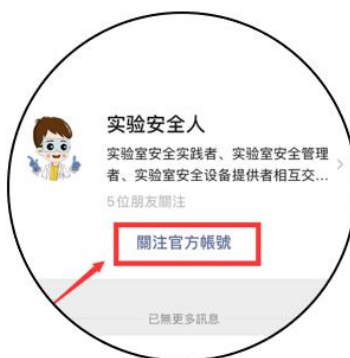 实验安全人
实验室安全实践者、实验室安全管理
者、实验室安全设备提供者相互交...
5位朋友關注
關注官方帳號
已無更多訊息